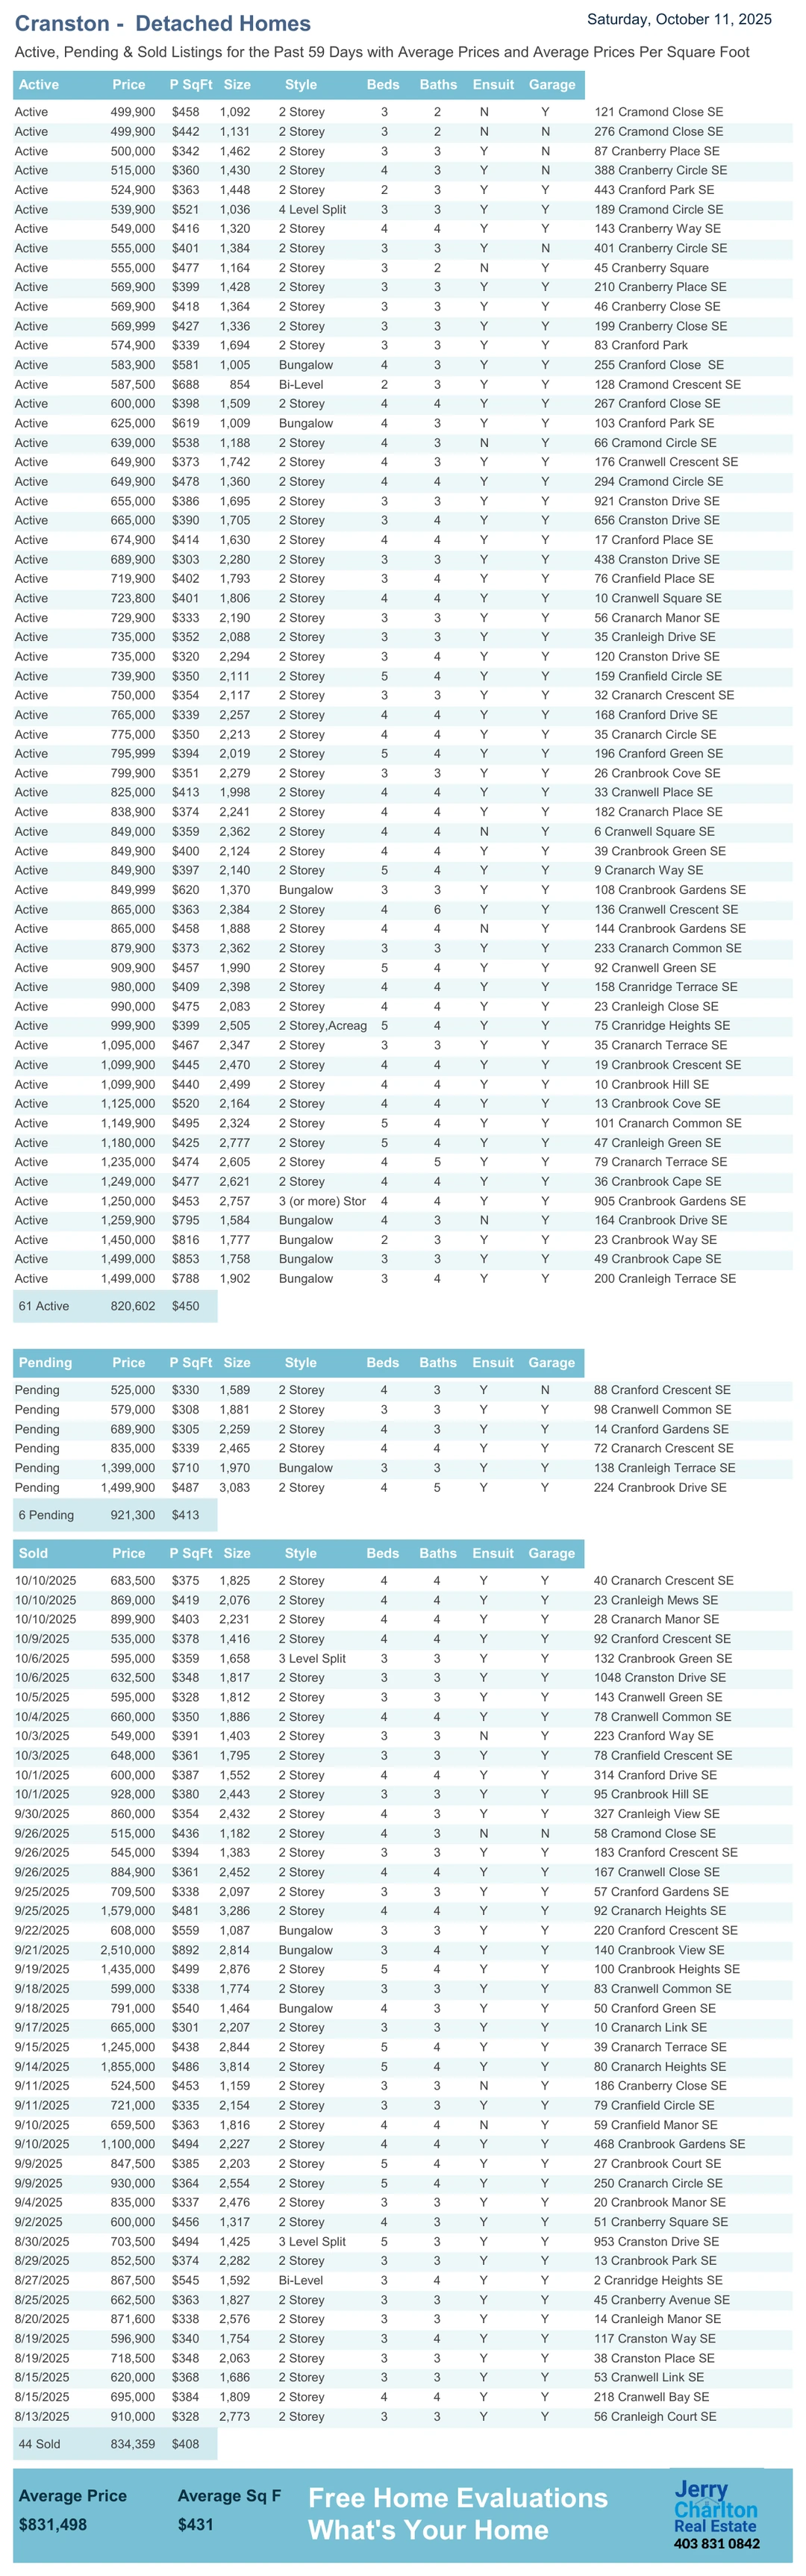 Cranston - Detached Homes
Saturday, October 11, 2025
Active, Pending & Sold Listings for the Past 59 Days with Average Prices and Average Prices Per Square Foot
Active Price P SqFt Size Style Beds Baths Ensuit Garage
Active 499,900 $458 1,092 2 Storey 3 2 N Y 121 Cramond Close SE
Active 499,900 $442 1,131 2 Storey 3 2 N N 276 Cramond Close SE
Active 500,000 $342 1,462 2 Storey 3 3 Y N 87 Cranberry Place SE
Active 515,000 $360 1,430 2 Storey 4 3 Y N 388 Cranberry Circle SE
Active 524,900 $363 1,448 2 Storey 2 3 Y Y 443 Cranford Park SE
Active 539,900 $521 1,036 4 Level Split 3 3 Y Y 189 Cramond Circle SE
Active 549,000 $416 1,320 2 Storey 4 4 Y Y 143 Cranberry Way SE
Active 555,000 $401 1,384 2 Storey 3 3 Y N 401 Cranberry Circle SE
Active 555,000 $477 1,164 2 Storey 3 2 N Y 45 Cranberry Square
Active 569,900 $399 1,428 2 Storey 3 3 Y Y 210 Cranberry Place SE
Active 569,900 $418 1,364 2 Storey 3 3 Y Y 46 Cranberry Close SE
Active 569,999 $427 1,336 2 Storey 3 3 Y Y 199 Cranberry Close SE
Active 574,900 $339 1,694 2 Storey 3 3 Y Y 83 Cranford Park
Active 583,900 $581 1,005 Bungalow 4 3 Y Y 255 Cranford Close SE
Active 587,500 $688 854 Bi-Level 2 3 Y Y 128 Cramond Crescent SE
Active 600,000 $398 1,509 2 Storey 4 4 Y Y 267 Cranford Close SE
Active 625,000 $619 1,009 Bungalow 4 3 Y Y 103 Cranford Park SE
Active 639,000 $538 1,188 2 Storey 4 3 N Y 66 Cramond Circle SE
Active 649,900 $373 1,742 2 Storey 4 3 Y Y 176 Cranwell Crescent SE
Active 649,900 $478 1,360 2 Storey 4 4 Y Y 294 Cramond Circle SE
Active 655,000 $386 1,695 2 Storey 3 3 Y Y 921 Cranston Drive SE
Active 665,000 $390 1,705 2 Storey 3 4 Y Y 656 Cranston Drive SE
Active 674,900 $414 1,630 2 Storey 4 4 Y Y 17 Cranford Place SE
Active 689,900 $303 2,280 2 Storey 3 3 Y Y 438 Cranston Drive SE
Active 719,900 $402 1,793 2 Storey 3 4 Y Y 76 Cranfield Place SE
Active 723,800 $401 1,806 2 Storey 4 4 Y Y 10 Cranwell Square SE
Active 729,900 $333 2,190 2 Storey 3 3 Y Y 56 Cranarch Manor SE
Active 735,000 $352 2,088 2 Storey 3 3 Y Y 35 Cranleigh Drive SE
Active 735,000 $320 2,294 2 Storey 3 4 Y Y 120 Cranston Drive SE
Active 739,900 $350 2,111 2 Storey 5 4 Y Y 159 Cranfield Circle SE
Active 750,000 $354 2,117 2 Storey 3 3 Y Y 32 Cranarch Crescent SE
Active 765,000 $339 2,257 2 Storey 4 4 Y Y 168 Cranford Drive SE
Active 775,000 $350 2,213 2 Storey 4 4 Y Y 35 Cranarch Circle SE
Active 795,999 $394 2,019 2 Storey 5 4 Y Y 196 Cranford Green SE
Active 799,900 $351 2,279 2 Storey 3 3 Y Y 26 Cranbrook Cove SE
Active 825,000 $413 1,998 2 Storey 4 4 Y Y 33 Cranwell Place SE
Active 838,900 $374 2,241 2 Storey 4 4 Y Y 182 Cranarch Place SE
Active 849,000 $359 2,362 2 Storey 4 4 N Y 6 Cranwell Square SE
Active 849,900 $400 2,124 2 Storey 4 4 Y Y 39 Cranbrook Green SE
Active 849,900 $397 2,140 2 Storey 5 4 Y Y 9 Cranarch Way SE
Active 849,999 $620 1,370 Bungalow 3 3 Y Y 108 Cranbrook Gardens SE
Active 865,000 $363 2,384 2 Storey 4 6 Y Y 136 Cranwell Crescent SE
Active 865,000 $458 1,888 2 Storey 4 4 N Y 144 Cranbrook Gardens SE
Active 879,900 $373 2,362 2 Storey 3 3 Y Y 233 Cranarch Common SE
Active 909,900 $457 1,990 2 Storey 5 4 Y Y 92 Cranwell Green SE
Active 980,000 $409 2,398 2 Storey 4 4 Y Y 158 Cranridge Terrace SE
Active 990,000 $475 2,083 2 Storey 4 4 Y Y 23 Cranleigh Close SE
Active 999,900 $399 2,505 2 Storey,Acreag 5 4 Y Y 75 Cranridge Heights SE
Active 1,095,000 $467 2,347 2 Storey 3 3 Y Y 35 Cranarch Terrace SE
Active 1,099,900 $445 2,470 2 Storey 4 4 Y Y 19 Cranbrook Crescent SE
Active 1,099,900 $440 2,499 2 Storey 4 4 Y Y 10 Cranbrook Hill SE
Active 1,125,000 $520 2,164 2 Storey 4 4 Y Y 13 Cranbrook Cove SE
Active 1,149,900 $495 2,324 2 Storey 5 4 Y Y 101 Cranarch Common SE
Active 1,180,000 $425 2,777 2 Storey 5 4 Y Y 47 Cranleigh Green SE
Active 1,235,000 $474 2,605 2 Storey 4 5 Y Y 79 Cranarch Terrace SE
Active 1,249,000 $477 2,621 2 Storey 4 4 Y Y 36 Cranbrook Cape SE
Active 1,250,000 $453 2,757 3 (or more) Stor 4 4 Y Y 905 Cranbrook Gardens SE
Active 1,259,900 $795 1,584 Bungalow 4 3 N Y 164 Cranbrook Drive SE
Active 1,450,000 $816 1,777 Bungalow 2 3 Y Y 23 Cranbrook Way SE
Active 1,499,000 $853 1,758 Bungalow 3 3 Y Y 49 Cranbrook Cape SE
Active 1,499,000 $788 1,902 Bungalow 3 4 Y Y 200 Cranleigh Terrace SE
61 Active 820,602 $450
Pending Price P SqFt Size Style Beds Baths Ensuit Garage
Pending 525,000 $330 1,589 2 Storey 4 3 Y N 88 Cranford Crescent SE
Pending 579,000 $308 1,881 2 Storey 3 3 Y Y 98 Cranwell Common SE
Pending 689,900 $305 2,259 2 Storey 4 3 Y Y 14 Cranford Gardens SE
Pending 835,000 $339 2,465 2 Storey 4 4 Y Y 72 Cranarch Crescent SE
Pending 1,399,000 $710 1,970 Bungalow 3 3 Y Y 138 Cranleigh Terrace SE
Pending 1,499,900 $487 3,083 2 Storey 4 5 Y Y 224 Cranbrook Drive SE
6 Pending 921,300 $413
Sold Price P SqFt Size Style Beds Baths Ensuit Garage
10/10/2025 683,500 $375 1,825 2 Storey 4 4 Y Y 40 Cranarch Crescent SE
10/10/2025 869,000 $419 2,076 2 Storey 4 4 Y Y 23 Cranleigh Mews SE
10/10/2025 899,900 $403 2,231 2 Storey 4 4 Y Y 28 Cranarch Manor SE
10/9/2025 535,000 $378 1,416 2 Storey 4 4 Y Y 92 Cranford Crescent SE
10/6/2025 595,000 $359 1,658 3 Level Split 3 3 Y Y 132 Cranbrook Green SE
10/6/2025 632,500 $348 1,817 2 Storey 3 3 Y Y 1048 Cranston Drive SE
10/5/2025 595,000 $328 1,812 2 Storey 3 3 Y Y 143 Cranwell Green SE
10/4/2025 660,000 $350 1,886 2 Storey 4 4 Y Y 78 Cranwell Common SE
10/3/2025 549,000 $391 1,403 2 Storey 3 3 N Y 223 Cranford Way SE
10/3/2025 648,000 $361 1,795 2 Storey 3 3 Y Y 78 Cranfield Crescent SE
10/1/2025 600,000 $387 1,552 2 Storey 4 4 Y Y 314 Cranford Drive SE
10/1/2025 928,000 $380 2,443 2 Storey 3 3 Y Y 95 Cranbrook Hill SE
9/30/2025 860,000 $354 2,432 2 Storey 4 3 Y Y 327 Cranleigh View SE
9/26/2025 515,000 $436 1,182 2 Storey 4 3 N N 58 Cramond Close SE
9/26/2025 545,000 $394 1,383 2 Storey 3 3 Y Y 183 Cranford Crescent SE
9/26/2025 884,900 $361 2,452 2 Storey 4 4 Y Y 167 Cranwell Close SE
9/25/2025 709,500 $338 2,097 2 Storey 3 3 Y Y 57 Cranford Gardens SE
9/25/2025 1,579,000 $481 3,286 2 Storey 4 4 Y Y 92 Cranarch Heights SE
9/22/2025 608,000 $559 1,087 Bungalow 3 3 Y Y 220 Cranford Crescent SE
9/21/2025 2,510,000 $892 2,814 Bungalow 3 4 Y Y 140 Cranbrook View SE
9/19/2025 1,435,000 $499 2,876 2 Storey 5 4 Y Y 100 Cranbrook Heights SE
9/18/2025 599,000 $338 1,774 2 Storey 3 3 Y Y 83 Cranwell Common SE
9/18/2025 791,000 $540 1,464 Bungalow 4 3 Y Y 50 Cranford Green SE
9/17/2025 665,000 $301 2,207 2 Storey 3 3 Y Y 10 Cranarch Link SE
9/15/2025 1,245,000 $438 2,844 2 Storey 5 4 Y Y 39 Cranarch Terrace SE
9/14/2025 1,855,000 $486 3,814 2 Storey 5 4 Y Y 80 Cranarch Heights SE
9/11/2025 524,500 $453 1,159 2 Storey 3 3 N Y 186 Cranberry Close SE
9/11/2025 721,000 $335 2,154 2 Storey 3 3 Y Y 79 Cranfield Circle SE
9/10/2025 659,500 $363 1,816 2 Storey 4 4 N Y 59 Cranfield Manor SE
9/10/2025 1,100,000 $494 2,227 2 Storey 4 4 Y Y 468 Cranbrook Gardens SE
9/9/2025 847,500 $385 2,203 2 Storey 5 4 Y Y 27 Cranbrook Court SE
9/9/2025 930,000 $364 2,554 2 Storey 5 4 Y Y 250 Cranarch Circle SE
9/4/2025 835,000 $337 2,476 2 Storey 3 3 Y Y 20 Cranbrook Manor SE
9/2/2025 600,000 $456 1,317 2 Storey 4 3 Y Y 51 Cranberry Square SE
8/30/2025 703,500 $494 1,425 3 Level Split 5 3 Y Y 953 Cranston Drive SE
8/29/2025 852,500 $374 2,282 2 Storey 3 3 Y Y 13 Cranbrook Park SE
8/27/2025 867,500 $545 1,592 Bi-Level 3 4 Y Y 2 Cranridge Heights SE
8/25/2025 662,500 $363 1,827 2 Storey 3 3 Y Y 45 Cranberry Avenue SE
8/20/2025 871,600 $338 2,576 2 Storey 3 3 Y Y 14 Cranleigh Manor SE
8/19/2025 596,900 $340 1,754 2 Storey 3 4 Y Y 117 Cranston Way SE
8/19/2025 718,500 $348 2,063 2 Storey 3 3 Y Y 38 Cranston Place SE
8/15/2025 620,000 $368 1,686 2 Storey 3 3 Y Y 53 Cranwell Link SE
8/15/2025 695,000 $384 1,809 2 Storey 4 4 Y Y 218 Cranwell Bay SE
8/13/2025 910,000 $328 2,773 2 Storey 3 3 Y Y 56 Cranleigh Court SE
44 Sold 834,359 $408
Average Price Average Sq F
$831,498 $431
Free Home Evaluations
What's Your Home
Jerry
Charlton
Real Estate
403 831 0842